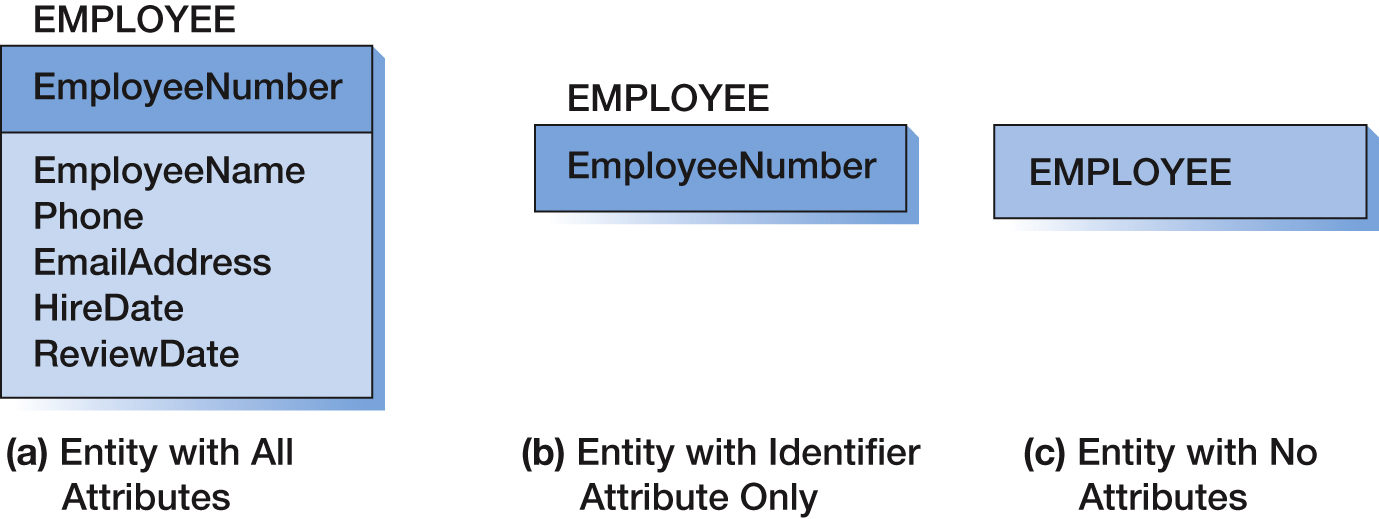 EMPLOYEE
EmployeeNumber
EmployeeName
Phone
EmailAddress
HireDate
ReviewDate
(a) Entity with All
Attributes
EMPLOYEE
EmployeeNumber
(b) Entity with Identifier
Attribute Only
EMPLOYEE
(c) Entity with No
Attributes